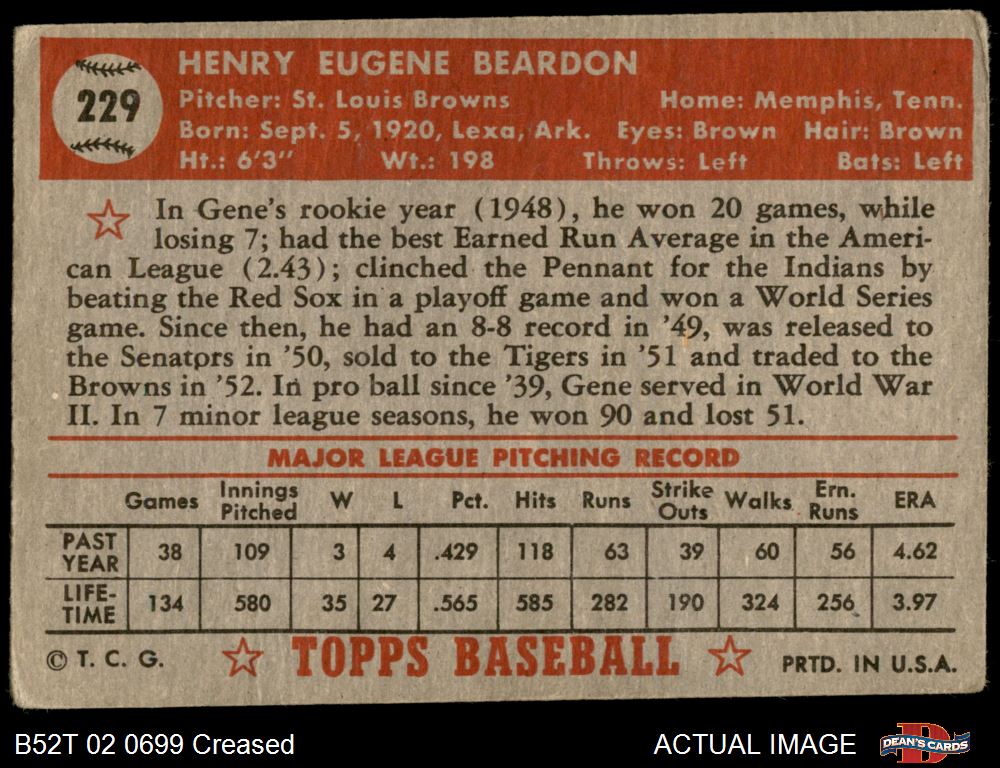 229
HENRY EUGENE BEARDON
Pitcher: St. Louis Browns Home: Memphis, Tenn.
Born: Sept. 5, 1920, Lexa, Ark. Eyes: Brown Hair: Brown
Ht.: 6'3" Wt.: 198 Throws: Left Bats: Left
In Gene's rookie year (1948), he won 20 games, while
losing 7; had the best Earned Run Average in the Ameri-
can League (2.43); clinched the Pennant for the Indians by
beating the Red Sox in a playoff game and won a World Series
game. Since then, he had an 8-8 record in '49, was released to
the Senators in '50, sold to the Tigers in '51 and traded to the
Browns in '52. In pro ball since '39, Gene served in World War
II. In 7 minor league seasons, he won 90 and lost 51.
MAJOR LEAGUE PITCHING RECORD
Games Innings Pitched W L Pct. Hits Runs Strike Outs Walks Ern. Runs ERA
PAST YEAR 38 109 3 4 .429 118 63 39 60 56 4.62
LIFE-TIME 134 580 35 27 .565 585 282 190 324 256 3.97
© T. C. G. TOPPS BASEBALL PRTD. IN U.S.A.
B52T 02 0699 Creased ACTUAL IMAGE DEAN'S CARDS